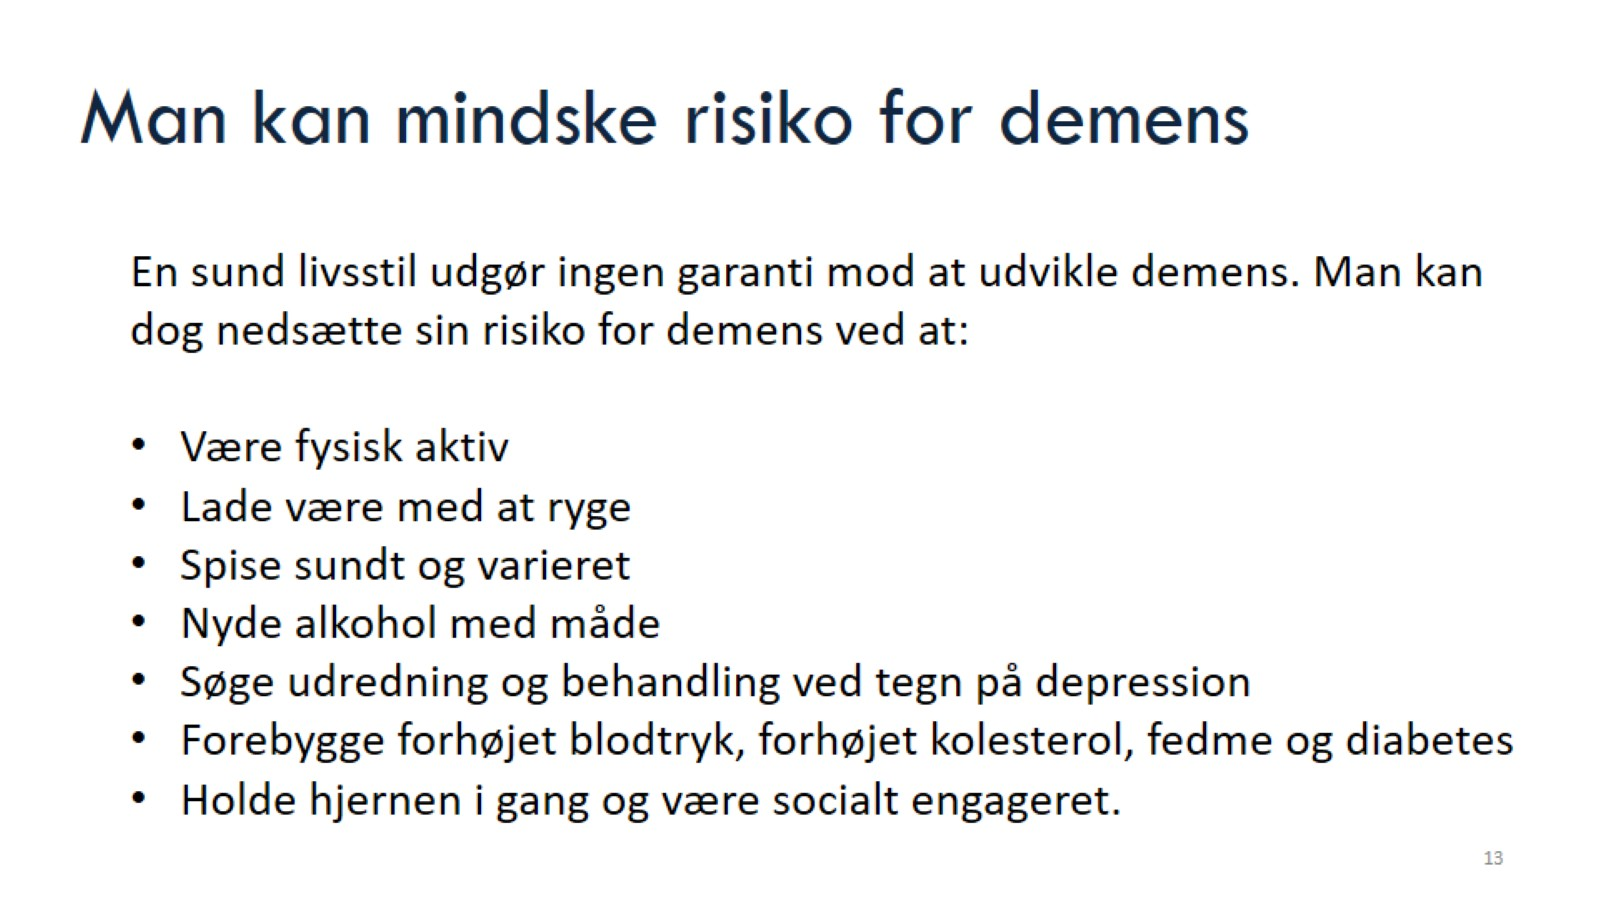 Man kan mindske risiko for demens
En sund livsstil udgør ingen garanti mod at udvikle demens. Man kan
dog nedsætte sin risiko for demens ved at:
• Være fysisk aktiv
• Lade være med at ryge
• Spise sundt og varieret
• Nyde alkohol med måde
• Søge udredning og behandling ved tegn på depression
• Forebygge forhøjet blodtryk, forhøjet kolesterol, fedme og diabetes
• Holde hjernen i gang og være socialt engageret.
13